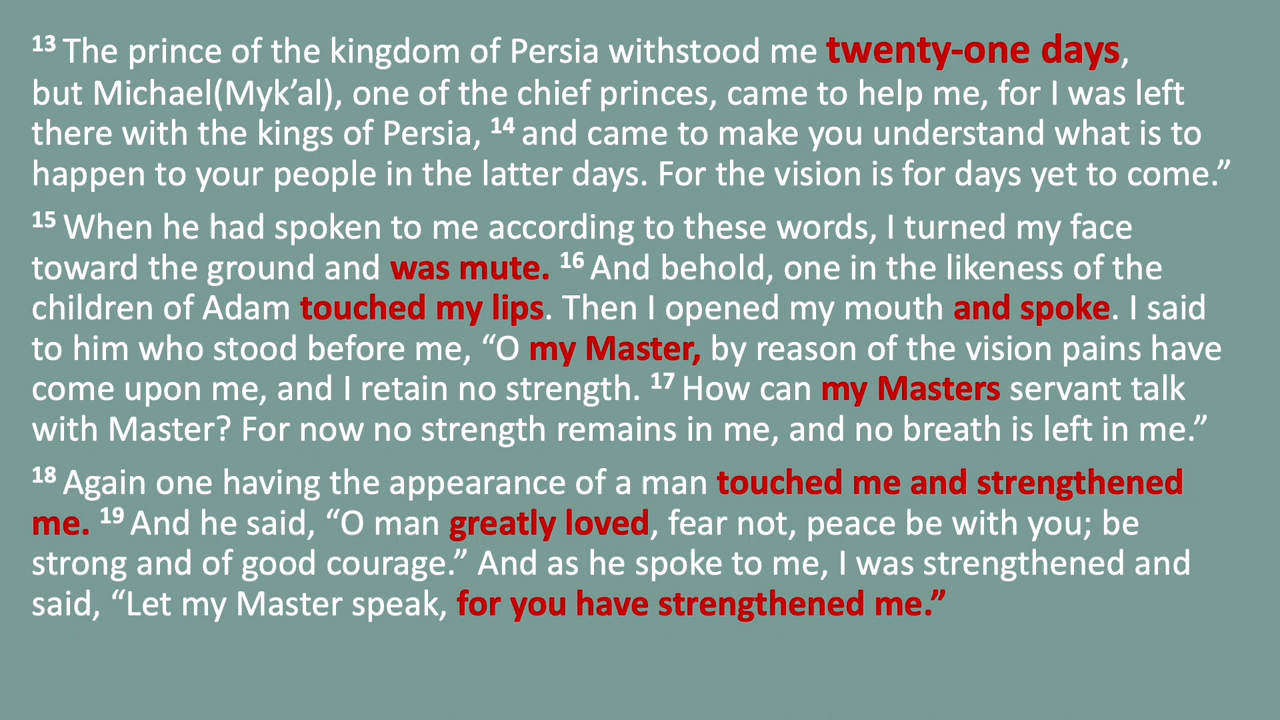 13 The prince of the kingdom of Persia withstood me twenty-one days,
but Michael(Myk’al), one of the chief princes, came to help me, for I was left
there with the kings of Persia, 14 and came to make you understand what is to
happen to your people in the latter days. For the vision is for days yet to come.”
15 When he had spoken to me according to these words, I turned my face
toward the ground and was mute. 16 And behold, one in the likeness of the
children of Adam touched my lips. Then I opened my mouth and spoke. I said
to him who stood before me, “O my Master, by reason of the vision pains have
come upon me, and I retain no strength. 17 How can my Masters servant talk
with Master? For now no strength remains in me, and no breath is left in me.”
18 Again one having the appearance of a man touched me and strengthened
me. 19 And he said, “O man greatly loved, fear not, peace be with you; be
strong and of good courage.” And as he spoke to me, I was strengthened and
said, “Let my Master speak, for you have strengthened me.”